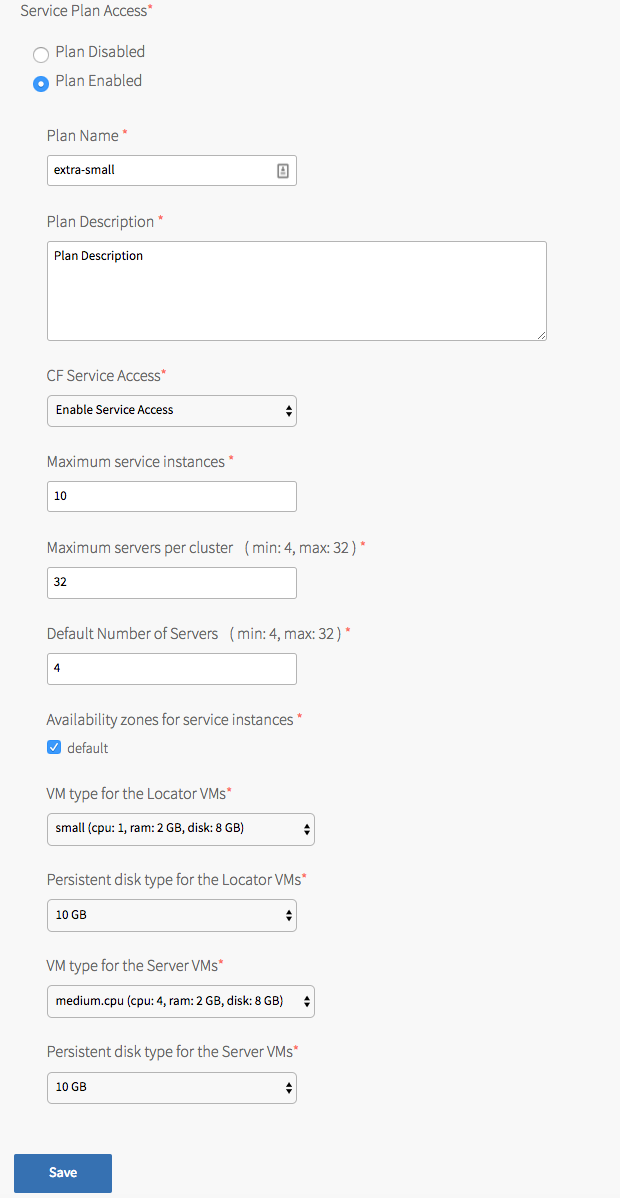 Service Plan Access*
Plan Disabled
Plan Enabled
Plan Name *
extra-small
Plan Description *
Plan Description
CF Service Access*
Enable Service Access
Maximum service instances *
10
Maximum servers per cluster ( min: 4, max: 32 ) *
32
Default Number of Servers ( min: 4, max: 32 ) *
4
Availability zones for service instances *
default
VM type for the Locator VMs*
small (cpu: 1, ram: 2 GB, disk: 8 GB)
Persistent disk type for the Locator VMs*
10 GB
VM type for the Server VMs*
medium.cpu (cpu: 4, ram: 2 GB, disk: 8 GB)
Persistent disk type for the Server VMs*
10 GB
Save